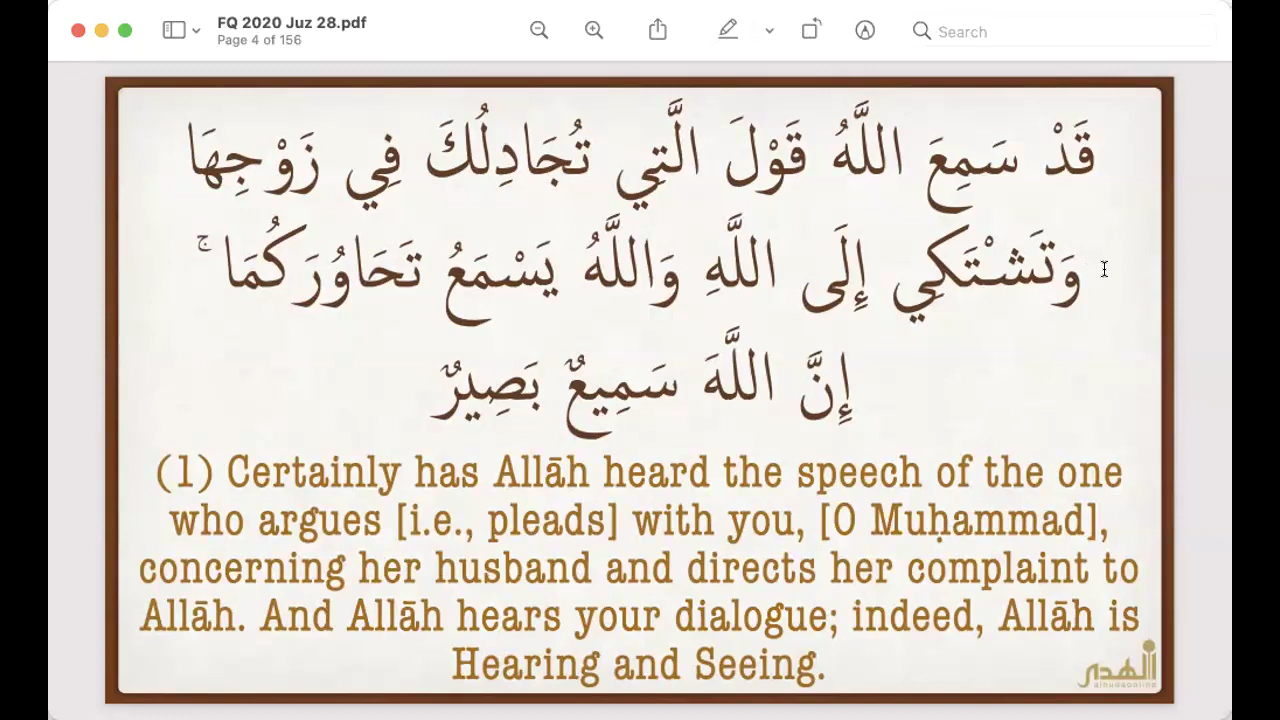 FQ 2020 Juz 28.pdf
Page 4 of 156
Search
قَدْ سَمِعَ اللَّهُ قَوْلَ الَّتِي تُجَادِلُكَ فِي زَوْجِهَا
وَتَشْتَكِي إِلَى اللَّهِ وَاللَّهُ يَسْمَعُ تَحَاوُرَكُمَا ۚ
إِنَّ اللَّهَ سَمِيعٌ بَصِيرٌ
(1) Certainly has Allāh heard the speech of the one
who argues [i.e., pleads] with you, [O Muḥammad],
concerning her husband and directs her complaint to
Allāh. And Allāh hears your dialogue; indeed, Allāh is
Hearing and Seeing.
الهدى
alhudaonline